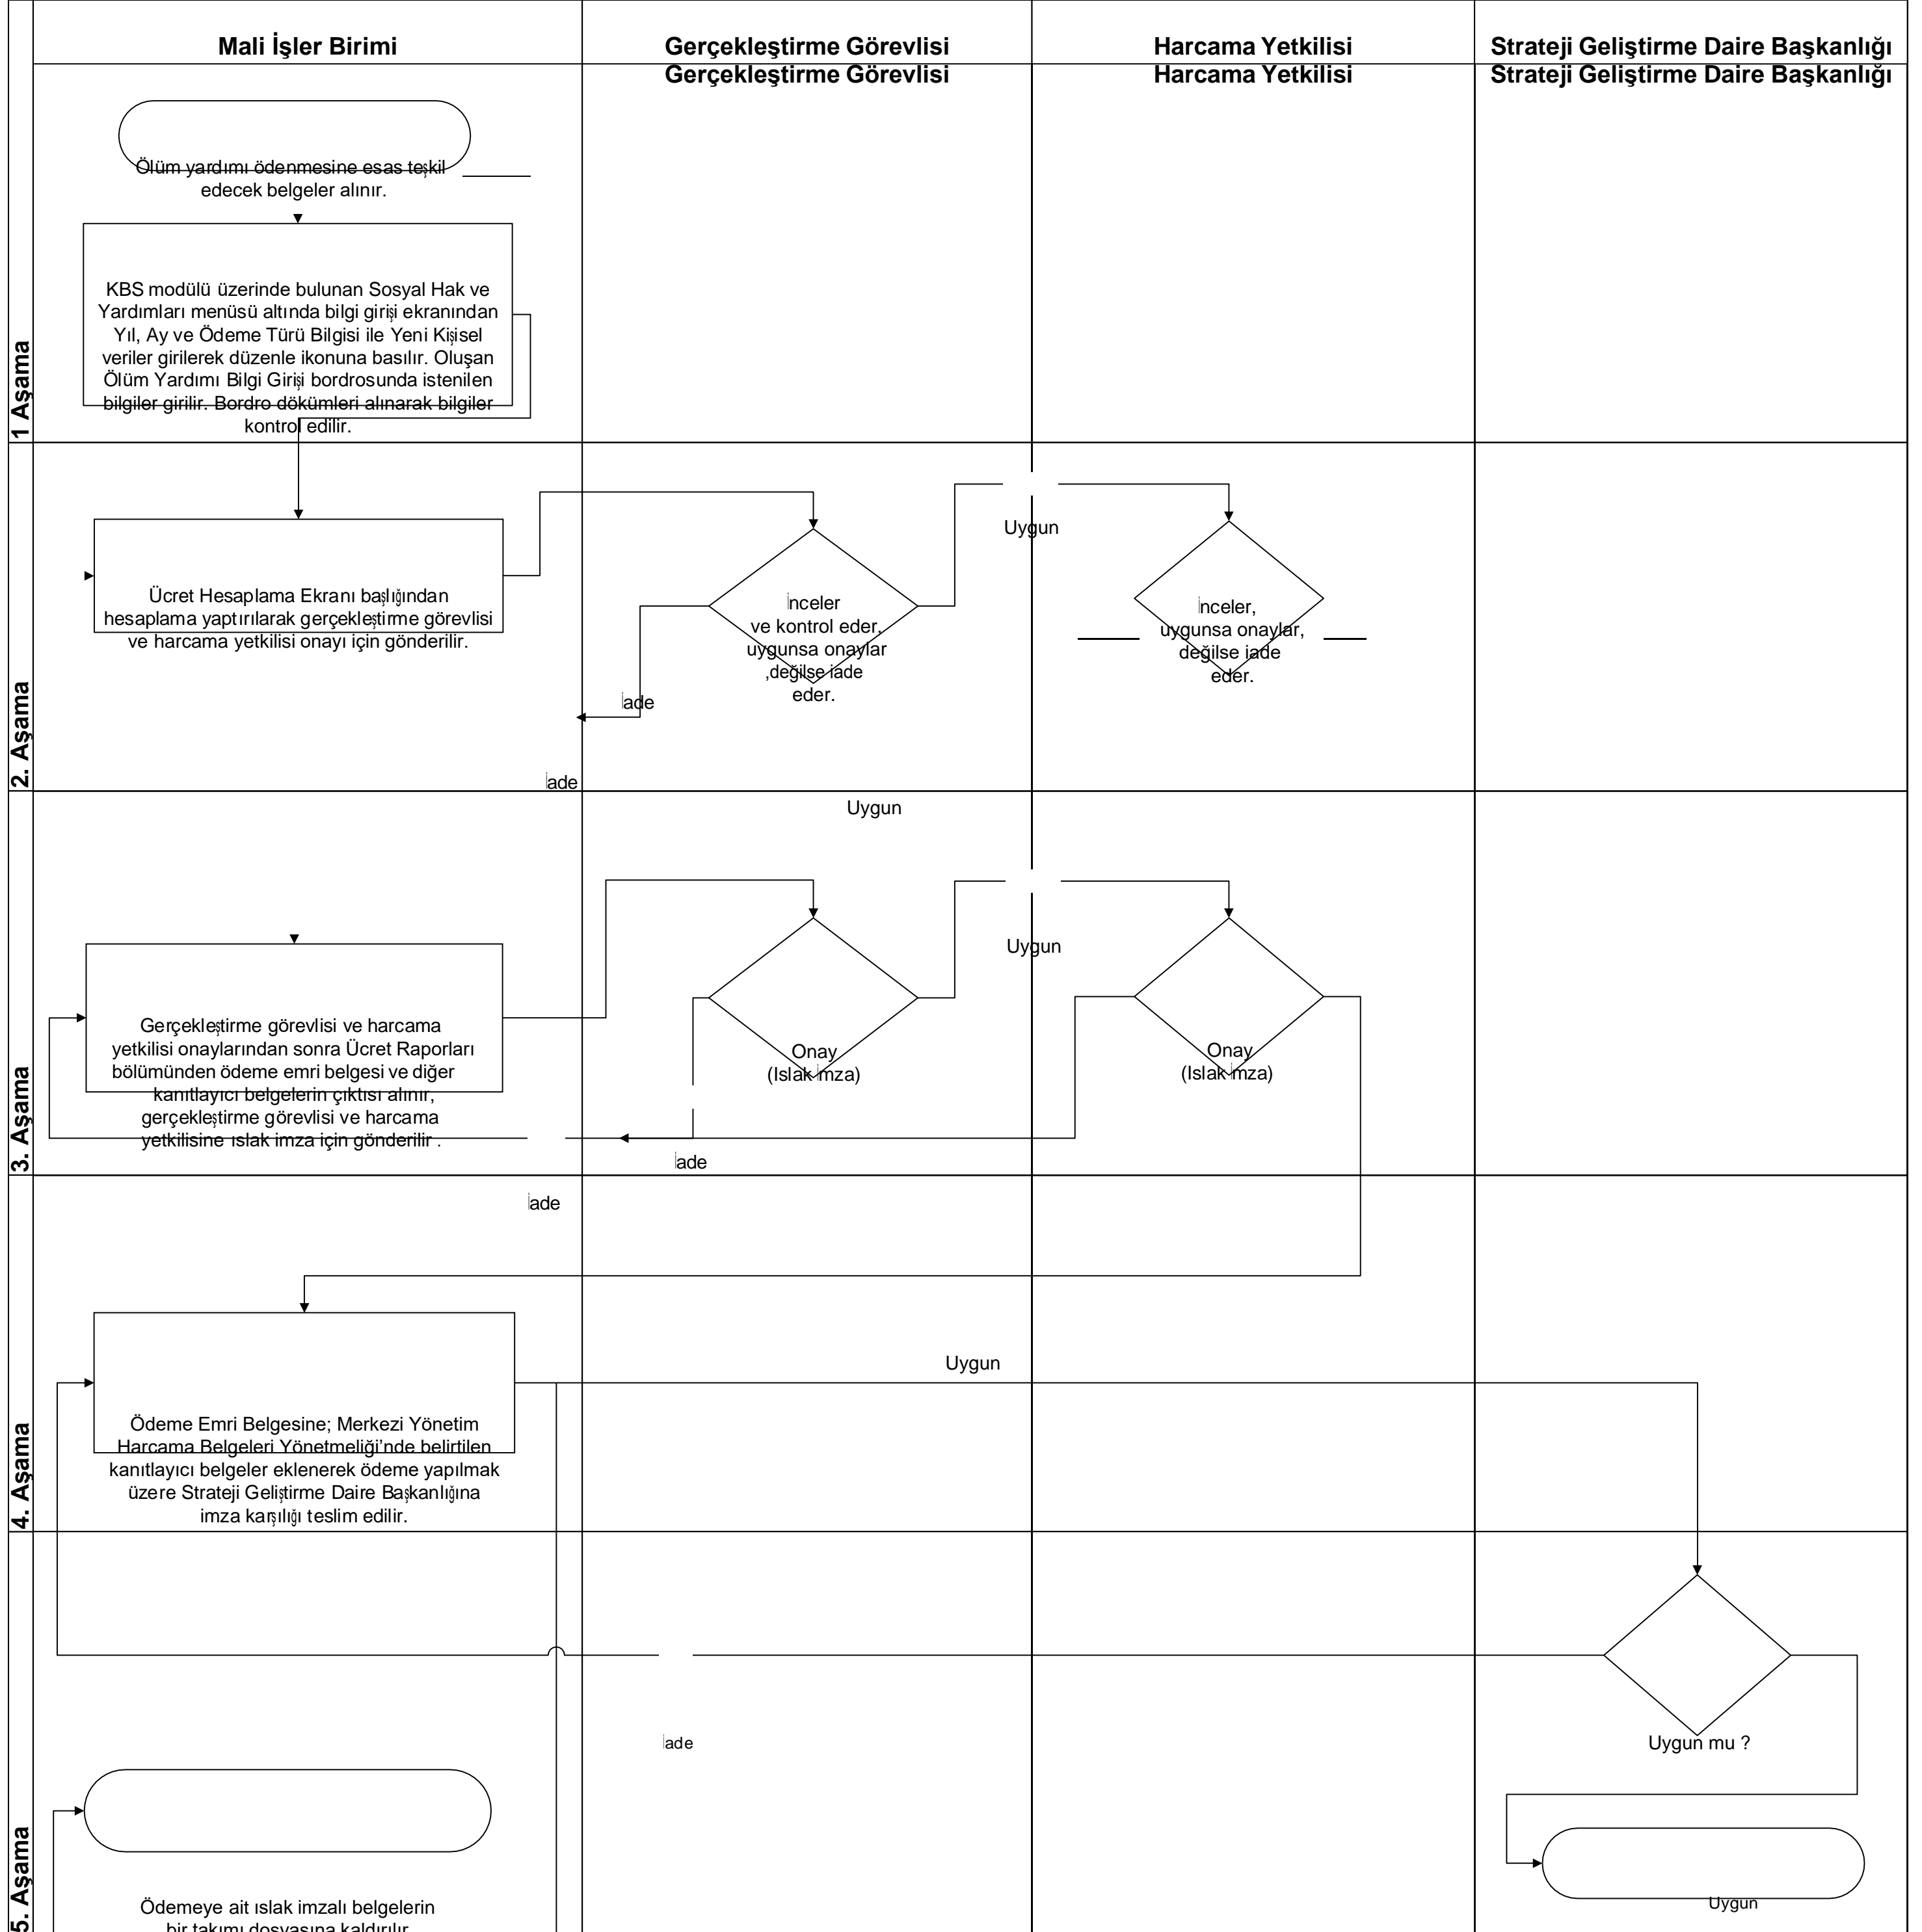 Mali İşler Birimi
Gerçekleştirme Görevlisi
Harcama Yetkilisi
Strateji Geliştirme Daire Başkanlığı
Gerçekleştirme Görevlisi
Harcama Yetkilisi
Strateji Geliştirme Daire Başkanlığı
1 Aşama
Ölüm yardımı ödenmesine esas teşkil
edecek belgeler alınır.
KBS modülü üzerinde bulunan Sosyal Hak ve
Yardımları menüsü altında bilgi girişi ekranından
Yıl, Ay ve Ödeme Türü Bilgisi ile Yeni Kişisel
veriler girilerek düzenle ikonuna basılır. Oluşan
Ölüm Yardımı Bilgi Girişi bordrosunda istenilen
bilgiler girilir. Bordro dökümleri alınarak bilgiler
kontrol edilir.
2. Aşama
Ücret Hesaplama Ekranı başlığından
hesaplama yaptırılarak gerçekleştirme görevlisi
ve harcama yetkilisi onayı için gönderilir.
İnceler
ve kontrol eder,
uygunsa onaylar
,değilse iade
eder.
Uygun
İnceler,
uygunsa onaylar,
değilse iade
eder.
İade
İade
Uygun
3. Aşama
Gerçekleştirme görevlisi ve harcama
yetkilisi onaylarından sonra Ücret Raporları
bölümünden ödeme emri belgesi ve diğer
kanıtlayıcı belgelerin çıktısı alınır,
gerçekleştirme görevlisi ve harcama
yetkilisine ıslak imza için gönderilir .
Onay
(Islak İmza)
Uygun
Onay
(Islak İmza)
İade
İade
4. Aşama
Uygun
Ödeme Emri Belgesine; Merkezi Yönetim
Harcama Belgeleri Yönetmeliği’nde belirtilen
kanıtlayıcı belgeler eklenerek ödeme yapılmak
üzere Strateji Geliştirme Daire Başkanlığına
imza karşılığı teslim edilir.
5. Aşama
İade
Uygun mu ?
Uygun
Ödemeye ait ıslak imzalı belgelerin
bir takımı dosyasına kaldırılır